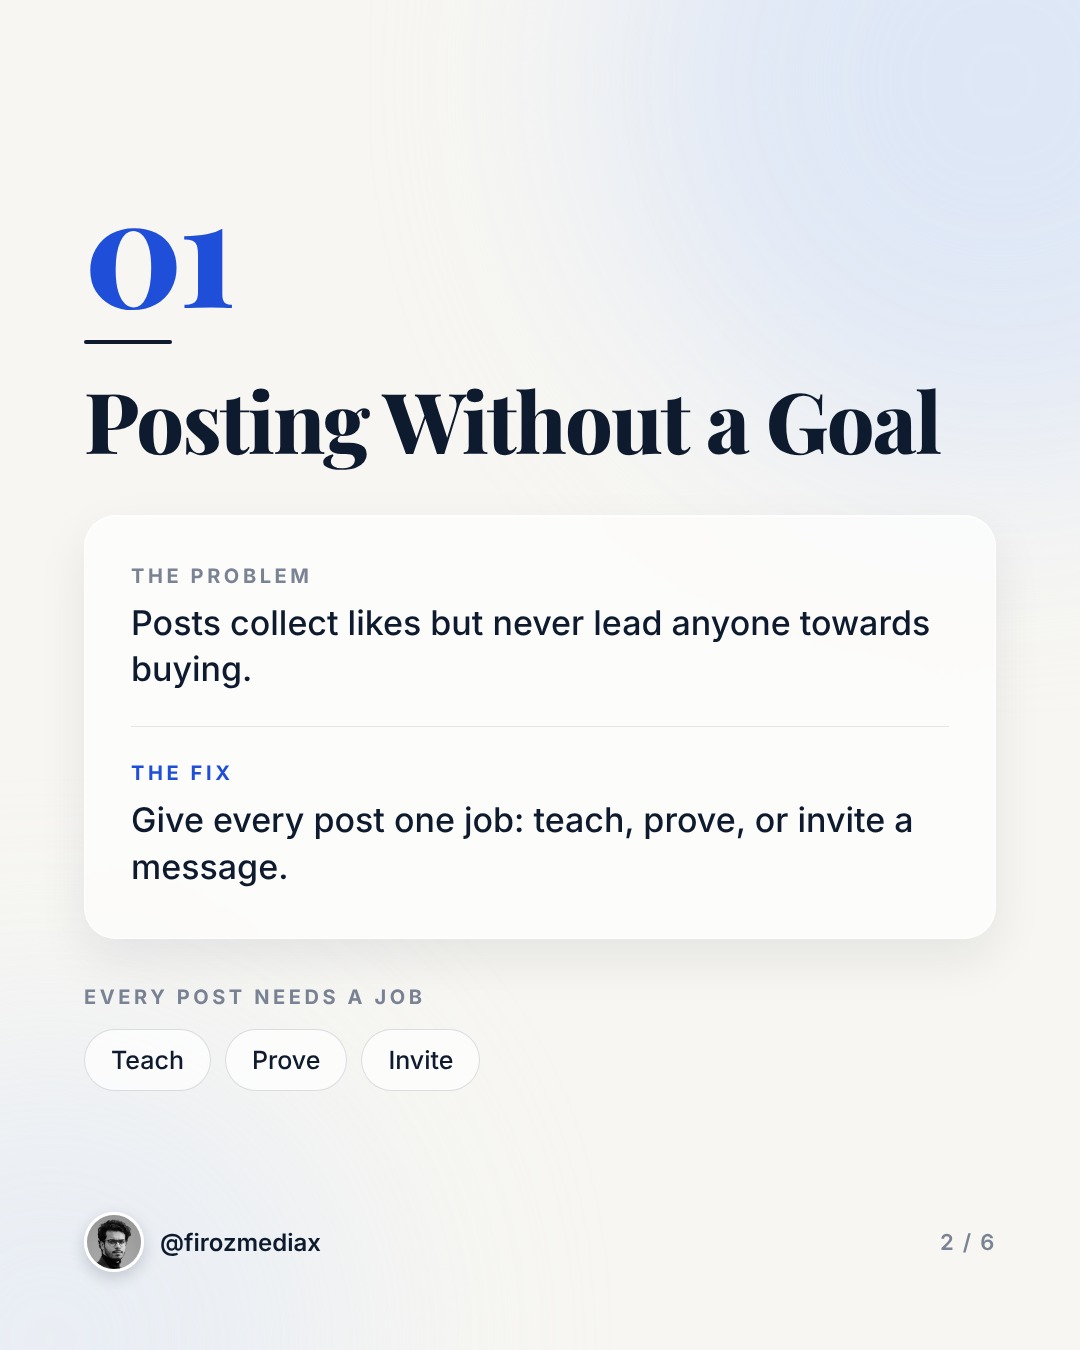 01
Posting Without a Goal
THE PROBLEM
Posts collect likes but never lead anyone towards
buying.
THE FIX
Give every post one job: teach, prove, or invite a
message.
EVERY POST NEEDS A JOB
Teach Prove Invite
@firozmediax 2 / 6